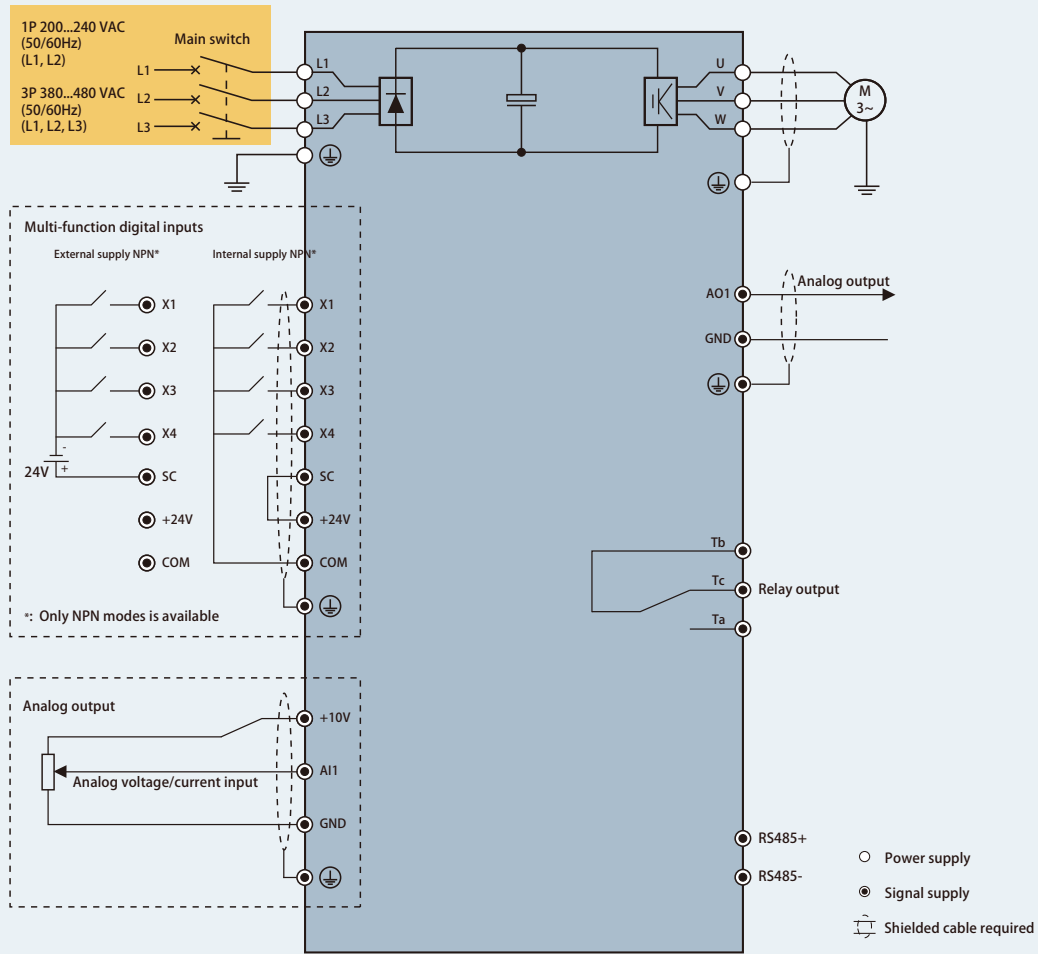 1P 200...240 VAC
(50/60Hz)
(L1, L2)
Main switch
L1
L2
3P 380...480 VAC
(50/60Hz)
(L1, L2, L3)
L3
L1
L2
L3
U
V
W
M
3~
Multi-function digital inputs
External supply NPN*
Internal supply NPN*
X1
X2
X3
X4
-
24V
+
SC
+24V
COM
X1
X2
X3
X4
SC
+24V
COM
*: Only NPN modes is available
AO1
Analog output
GND
Tb
Tc
Relay output
Ta
Analog output
+10V
AI1
Analog voltage/current input
GND
RS485+
RS485-
Power supply
Signal supply
Shielded cable required